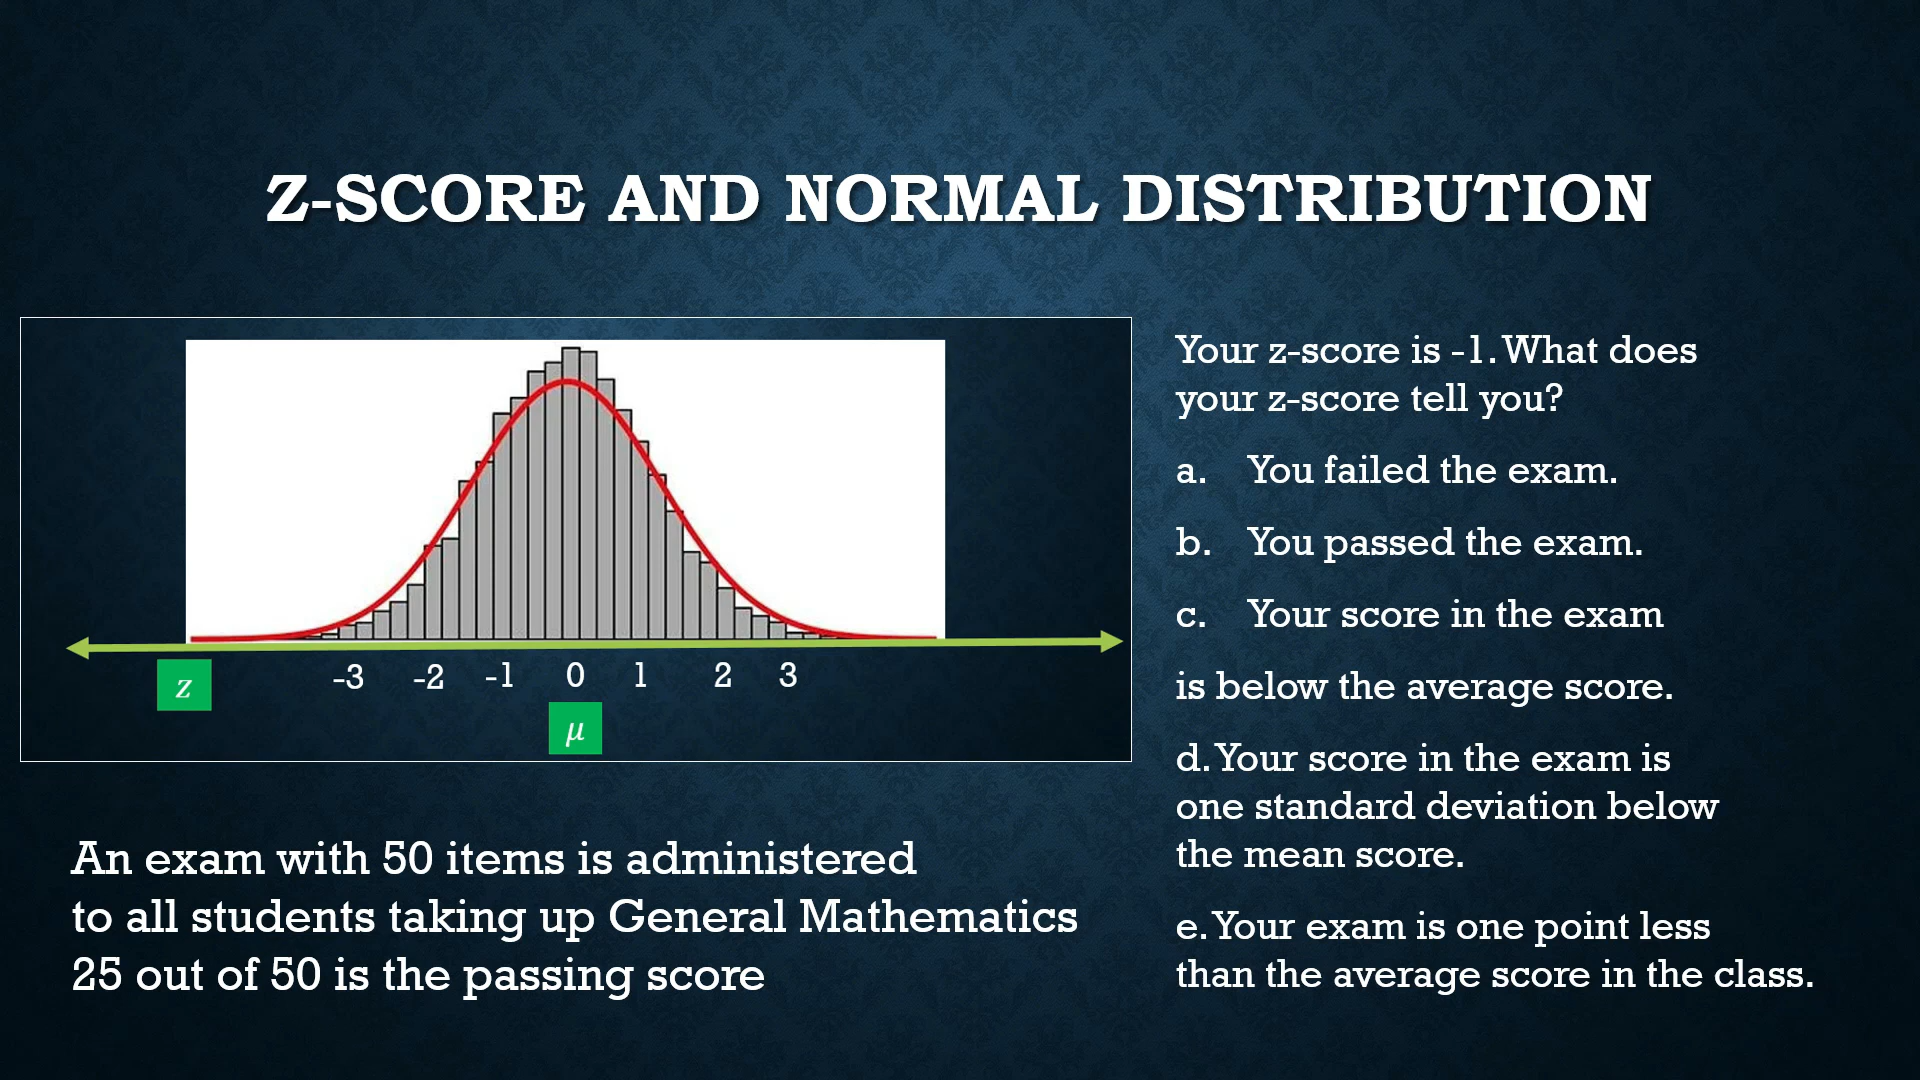 Z-SCORE AND NORMAL DISTRIBUTION
-3 -2 -1 0 1 2 3
z
μ
An exam with 50 items is administered
to all students taking up General Mathematics
25 out of 50 is the passing score
Your z-score is -1. What does
your z-score tell you?
a. You failed the exam.
b. You passed the exam.
c. Your score in the exam
is below the average score.
d. Your score in the exam is
one standard deviation below
the mean score.
e. Your exam is one point less
than the average score in the class.